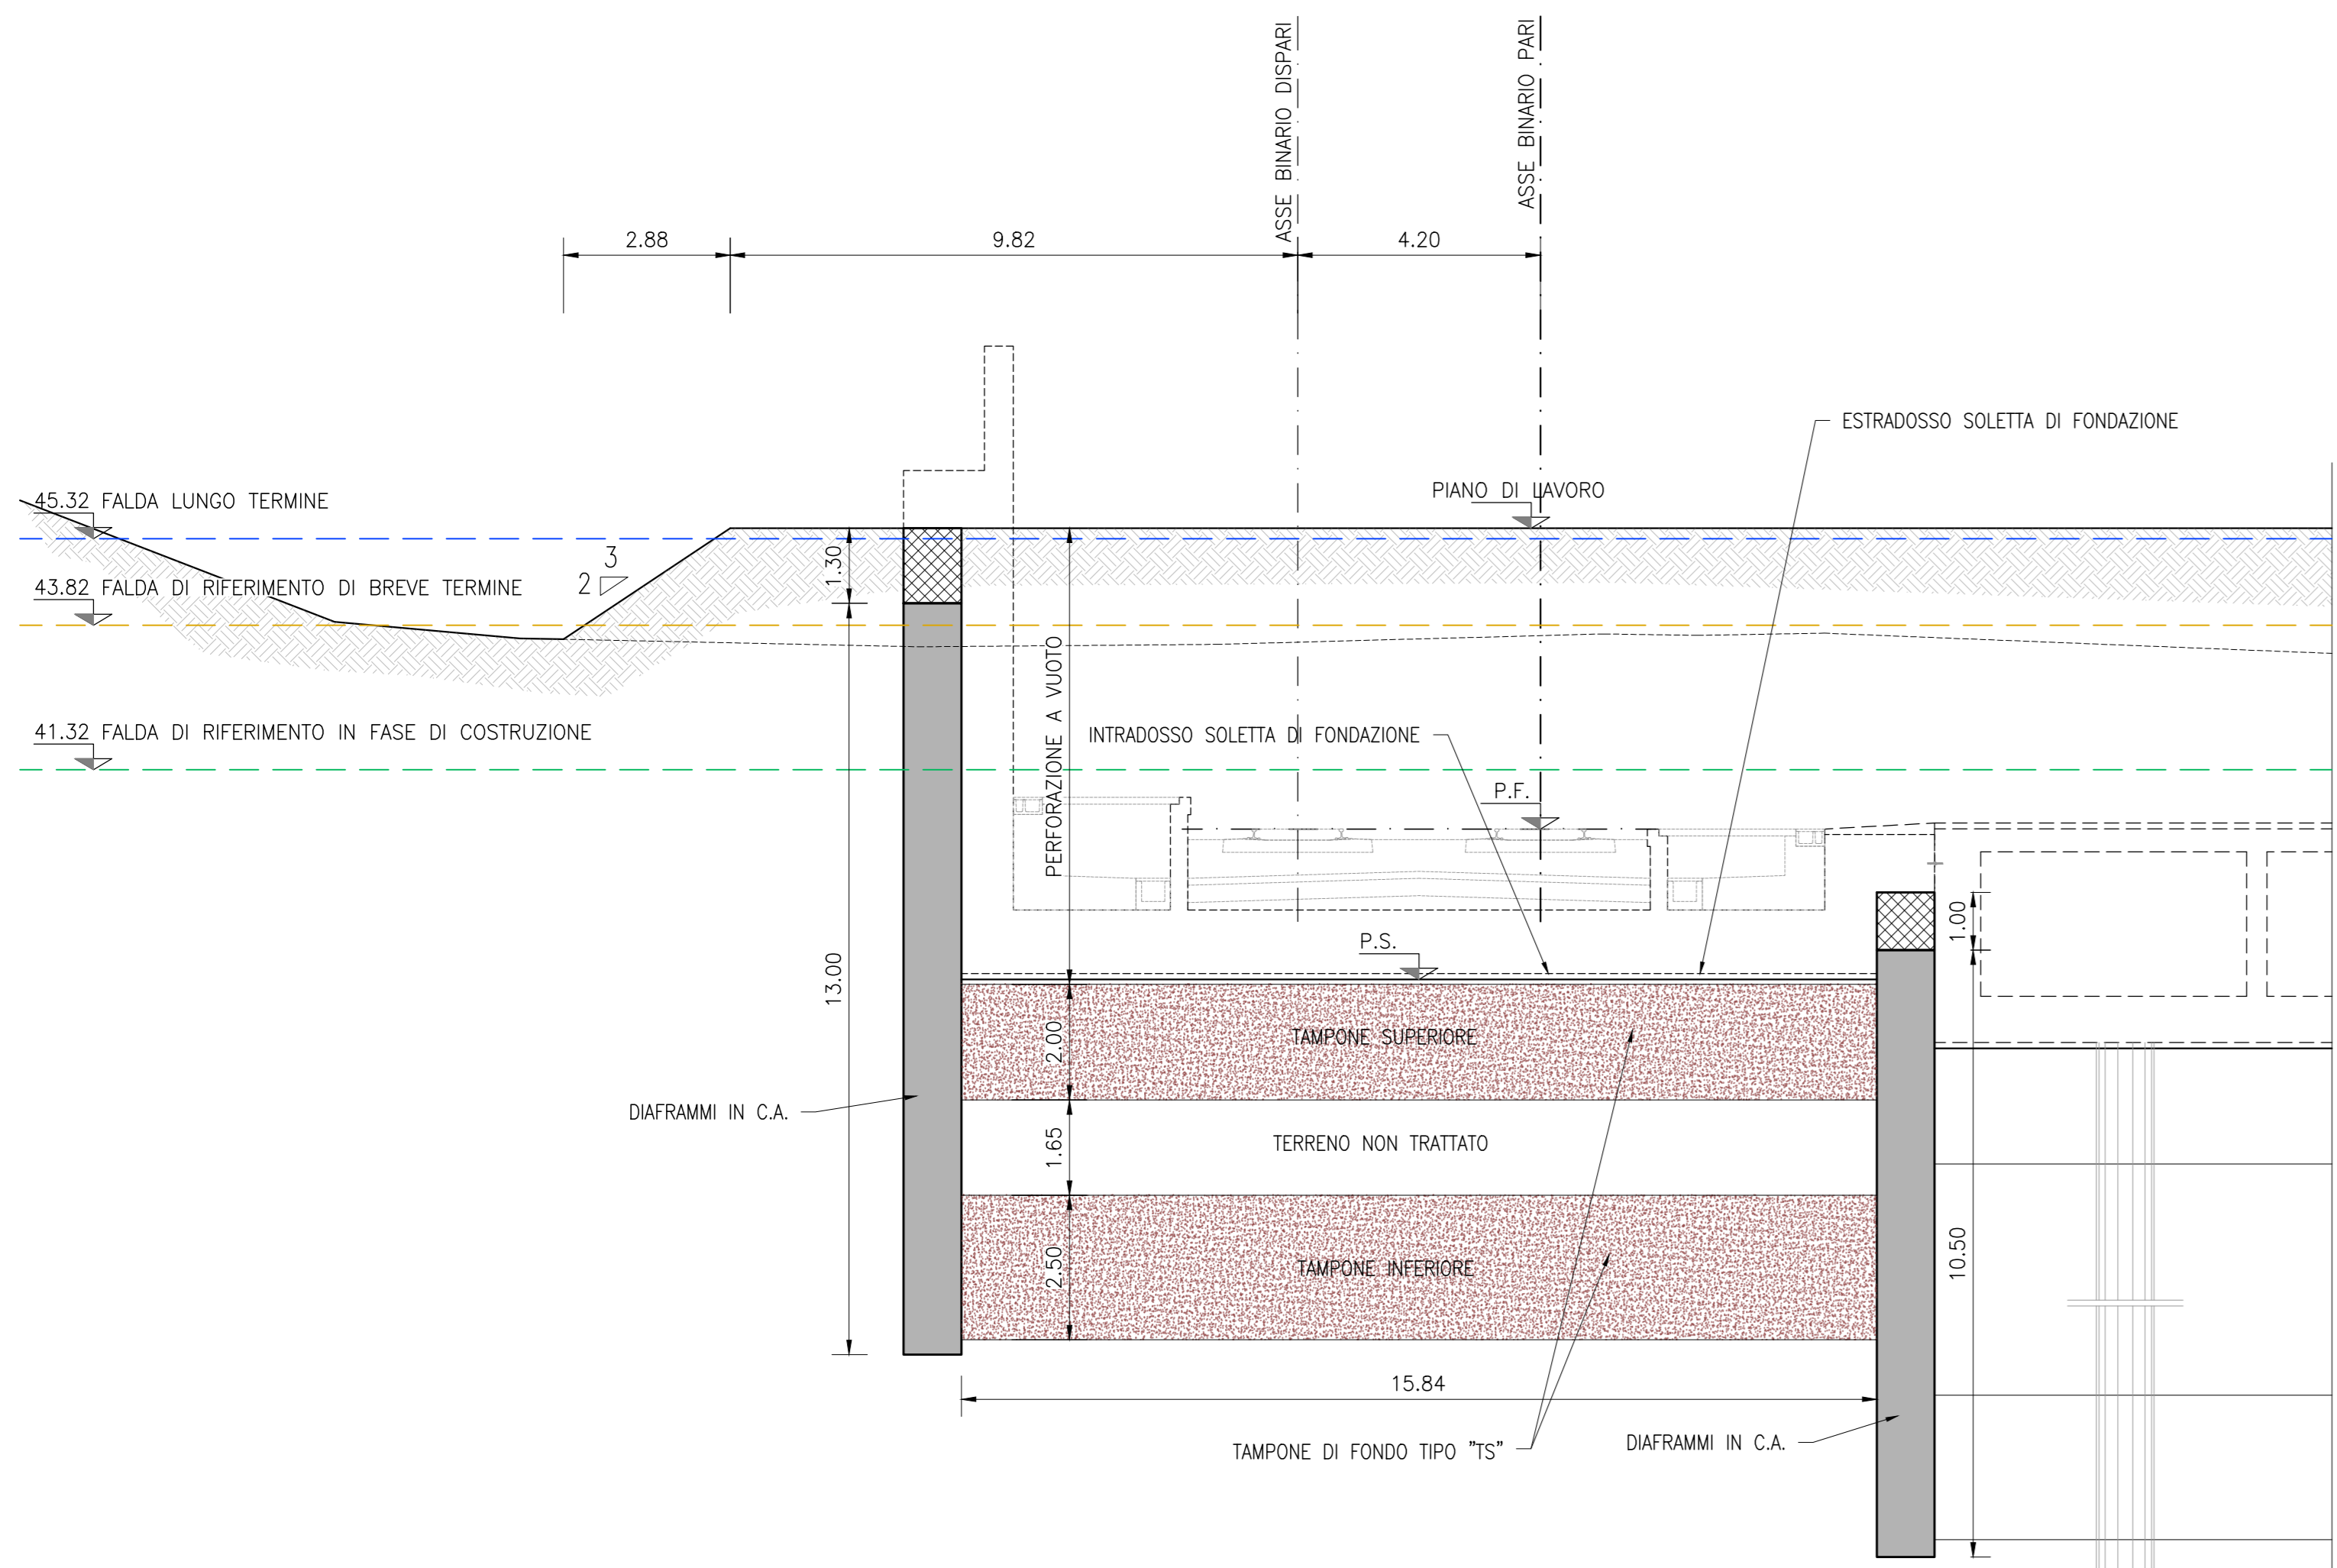 ASSE BINARIO DISPARI
ASSE BINARIO PARI
2.88
9.82
4.20
ESTRADOSSO SOLETTA DI FONDAZIONE
PIANO DI LAVORO
45.32 FALDA LUNGO TERMINE
1.30
3
2
43.82 FALDA DI RIFERIMENTO DI BREVE TERMINE
PERFORAZIONE A VUOTO
41.32 FALDA DI RIFERIMENTO IN FASE DI COSTRUZIONE
INTRADOSSO SOLETTA DI FONDAZIONE
P.F.
P.S.
1.00
13.00
2.00
TAMPONE SUPERIORE
DIAFRAMMI IN C.A.
1.65
TERRENO NON TRATTATO
2.50
TAMPONE INFERIORE
10.50
15.84
TAMPONE DI FONDO TIPO "TS"
DIAFRAMMI IN C.A.